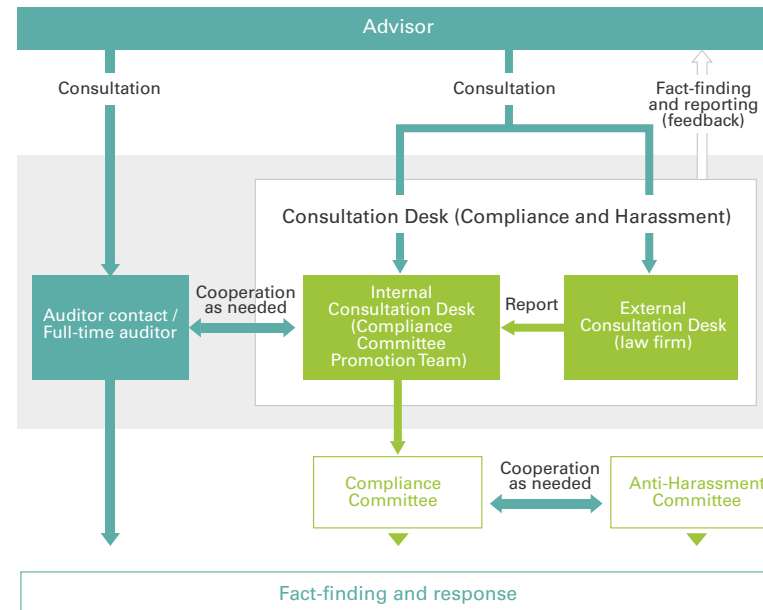 Advisor
Consultation
Consultation
Fact-finding
and reporting
(feedback)
Consultation Desk (Compliance and Harassment)
Auditor contact /
Full-time auditor
Cooperation
as needed
Internal
Consultation Desk
(Compliance
Committee
Promotion Team)
Report
External
Consultation Desk
(law firm)
Compliance
Committee
Cooperation
as needed
Anti-Harassment
Committee
Fact-finding and response